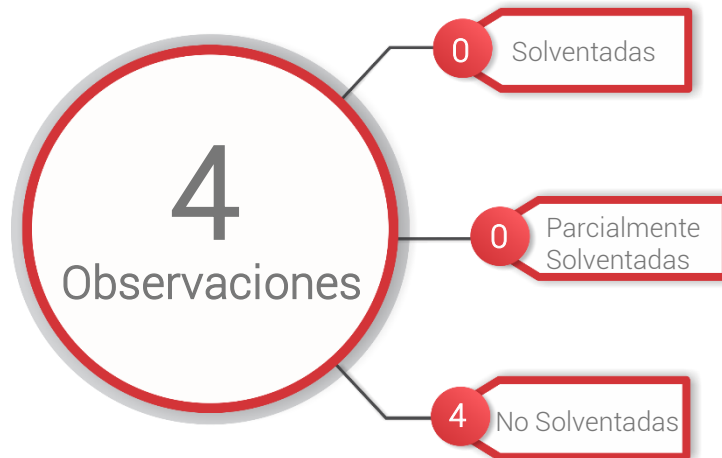 4
Observaciones
0
Solventadas
0
Parcialmente
Solventadas
4
No Solventadas